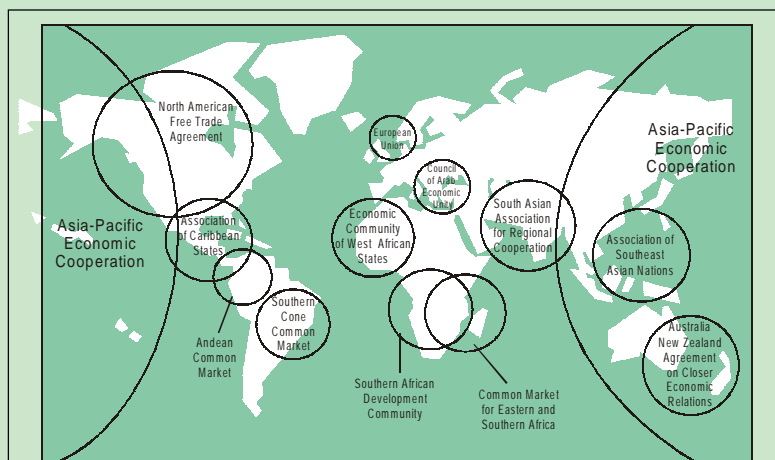 North American
Free Trade
Agreement
European
Union
Council
of Arab
Economic
Unity
Asia-Pacific
Economic
Cooperation
Association
of Caribbean
States
Economic
Community
of West African
States
South Asian
Association
for Regional
Cooperation
Asia-Pacific
Economic
Cooperation
Association of
Southeast
Asian Nations
Southern
Cone
Common
Market
Andean
Common
Market
Southern African
Development
Community
Common Market
for Eastern and
Southern Africa
Australia
New Zealand
Agreement
on Closer
Economic
Relations